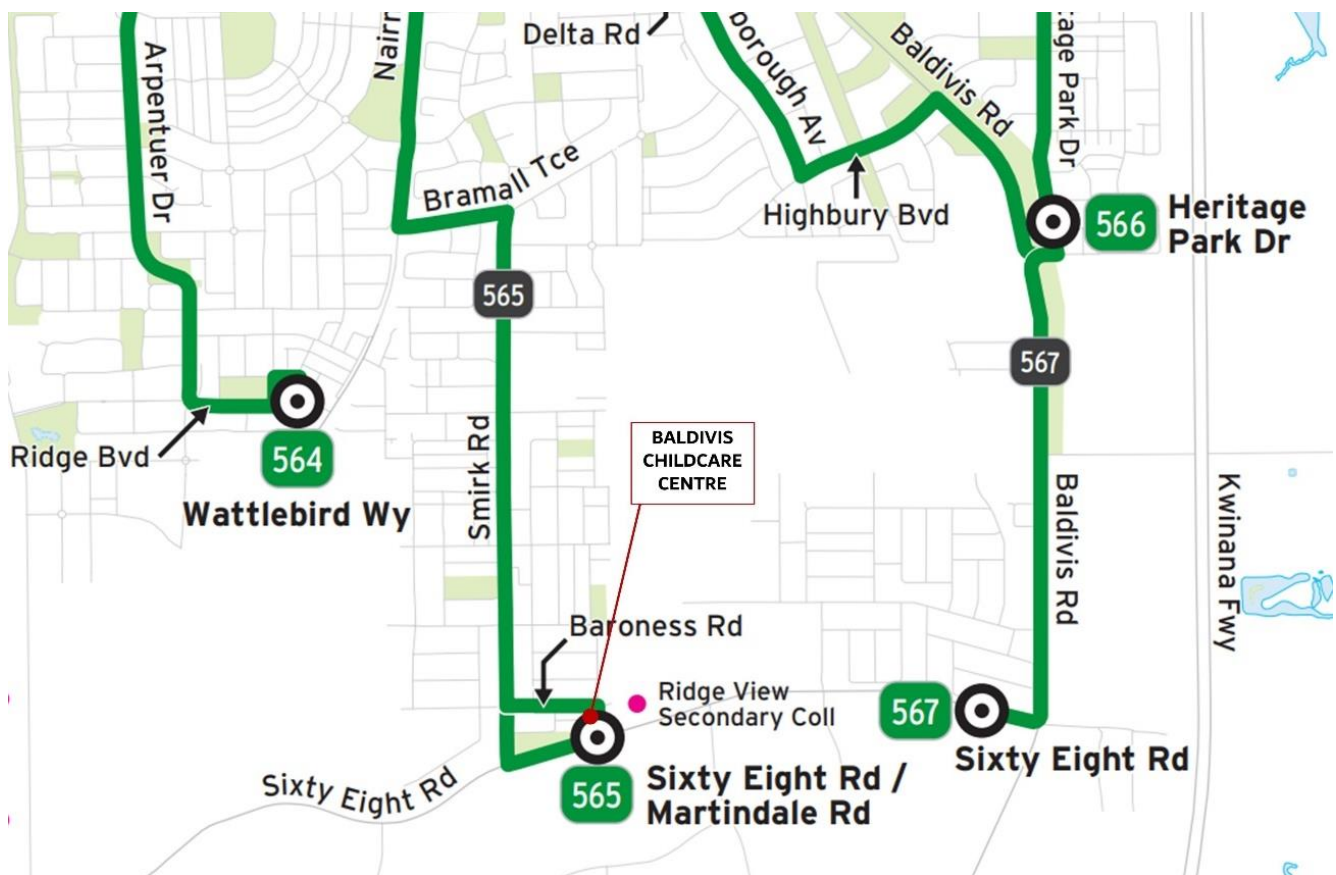 Delta Rd
Arpentuer Dr
Nairn
borough Av
Baldivis Rd
tage Park Dr
Bramall Tce
Highbury Bvd
566
Heritage
Park Dr
565
567
Ridge Bvd
564
Wattlebird Wy
Smirk Rd
BALDIVIS
CHILDCARE
CENTRE
Baldivis Rd
Kwinana Fwy
Baroness Rd
Ridge View
Secondary Coll
567
Sixty Eight Rd
Sixty Eight Rd
565
Sixty Eight Rd /
Martindale Rd